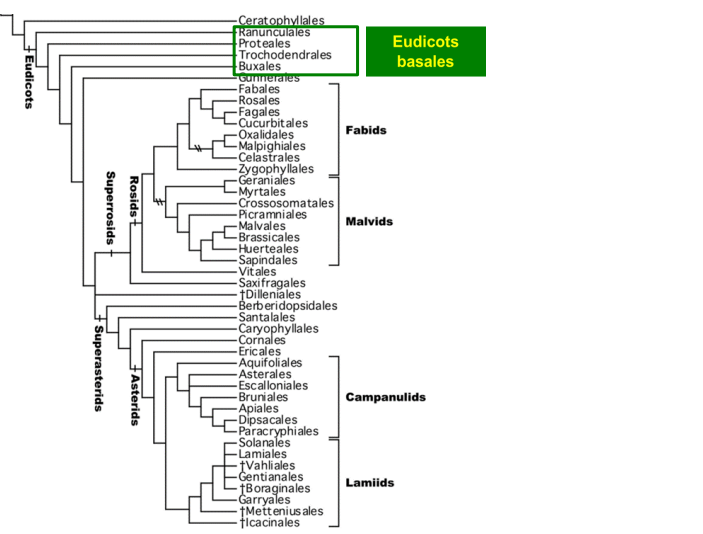 Ceratophyllales
Ranunculales
Proteales
Trochodendrales
Buxales
Gunnerales
Eudicots
basales
Eudicots
Fabales
Rosales
Fagales
Cucurbitales
Oxalidales
Malpighiales
Celastrales
Zygophyllales
Fabids
Geraniales
Myrtales
Crossosomatales
Picramniales
Malvales
Brassicales
Huerteales
Sapindales
Malvids
Superrosids
Rosids
Vitales
Saxifragales
†Dilleniales
Berberidopsidales
Santalales
Caryophyllales
Cornales
Ericales
Superasterids
Asterids
Aquifoliales
Asterales
Escalloniales
Bruniales
Apiales
Dipsacales
Paracryphiales
Campanulids
Solanales
Lamiales
†Vahliales
Gentianales
†Boraginales
Garryales
†Metteniusales
†Icacinales
Lamiids